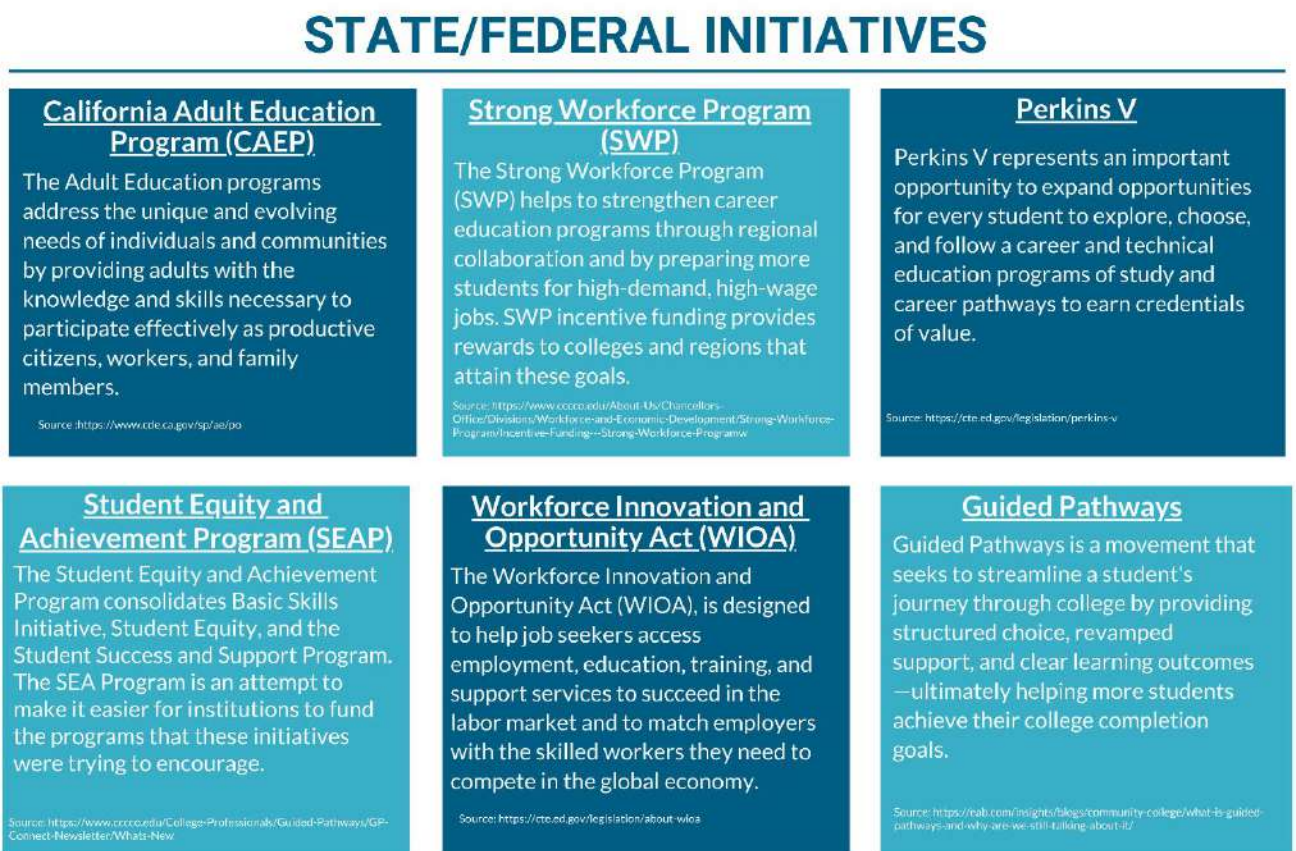 STATE/FEDERAL INITIATIVES
California Adult Education
Program (CAEP)
The Adult Education programs
address the unique and evolving
needs of individuals and communities
by providing adults with the
knowledge and skills necessary to
participate effectively as productive
citizens, workers, and family
members.
Source :https://www.cde.ca.gov/sp/ae/po
Strong Workforce Program
(SWP)
The Strong Workforce Program
(SWP) helps to strengthen career
education programs through regional
collaboration and by preparing more
students for high-demand, high-wage
jobs. SWP incentive funding provides
rewards to colleges and regions that
attain these goals.
Source: https://www.cccco.edu/About-Us/Chancellors-
Office/Divisions/Workforce-and-Economic-Development/Strong-Workforce-
Program/Incentive-Funding---Strong-Workforce-Programw
Perkins V
Perkins V represents an important
opportunity to expand opportunities
for every student to explore, choose,
and follow a career and technical
education programs of study and
career pathways to earn credentials
of value.
Source: https://cte.ed.gov/legislation/perkins-v
Student Equity and
Achievement Program (SEAP)
The Student Equity and Achievement
Program consolidates Basic Skills
Initiative, Student Equity, and the
Student Success and Support Program.
The SEA Program is an attempt to
make it easier for institutions to fund
the programs that these initiatives
were trying to encourage.
Source: https://www.cccco.edu/College-Professionals/Guided-Pathways/GP-
Connect-Newsletter/Whats-New
Workforce Innovation and
Opportunity Act (WIOA)
The Workforce Innovation and
Opportunity Act (WIOA), is designed
to help job seekers access
employment, education, training, and
support services to succeed in the
labor market and to match employers
with the skilled workers they need to
compete in the global economy.
Source: https://cte.ed.gov/legislation/about-wioa
Guided Pathways
Guided Pathways is a movement that
seeks to streamline a student's
journey through college by providing
structured choice, revamped
support, and clear learning outcomes
—ultimately helping more students
achieve their college completion
goals.
Source: https://eab.com/insights/blogs/community-college/what-is-guided-
pathways-and-why-are-we-still-talking-about-it/